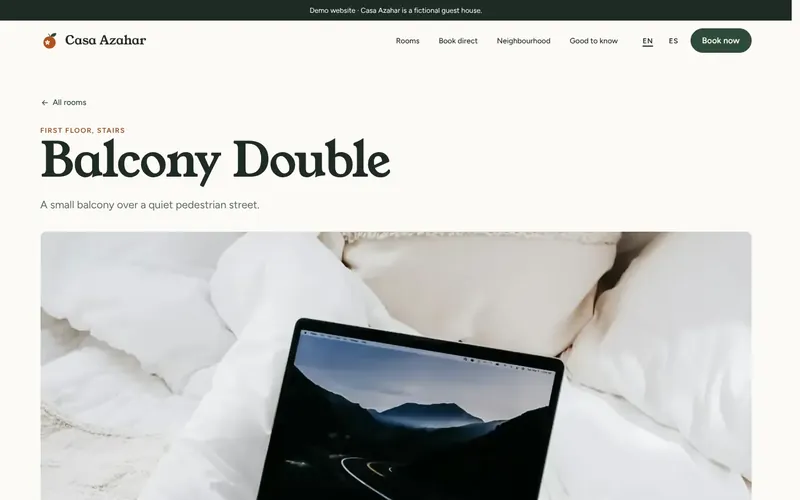 Demo website · Casa Azahar is a fictional guest house.
Casa Azahar
Rooms
Book direct
Neighbourhood
Good to know
EN
ES
Book now
← All rooms
FIRST FLOOR, STAIRS
Balcony Double
A small balcony over a quiet pedestrian street.